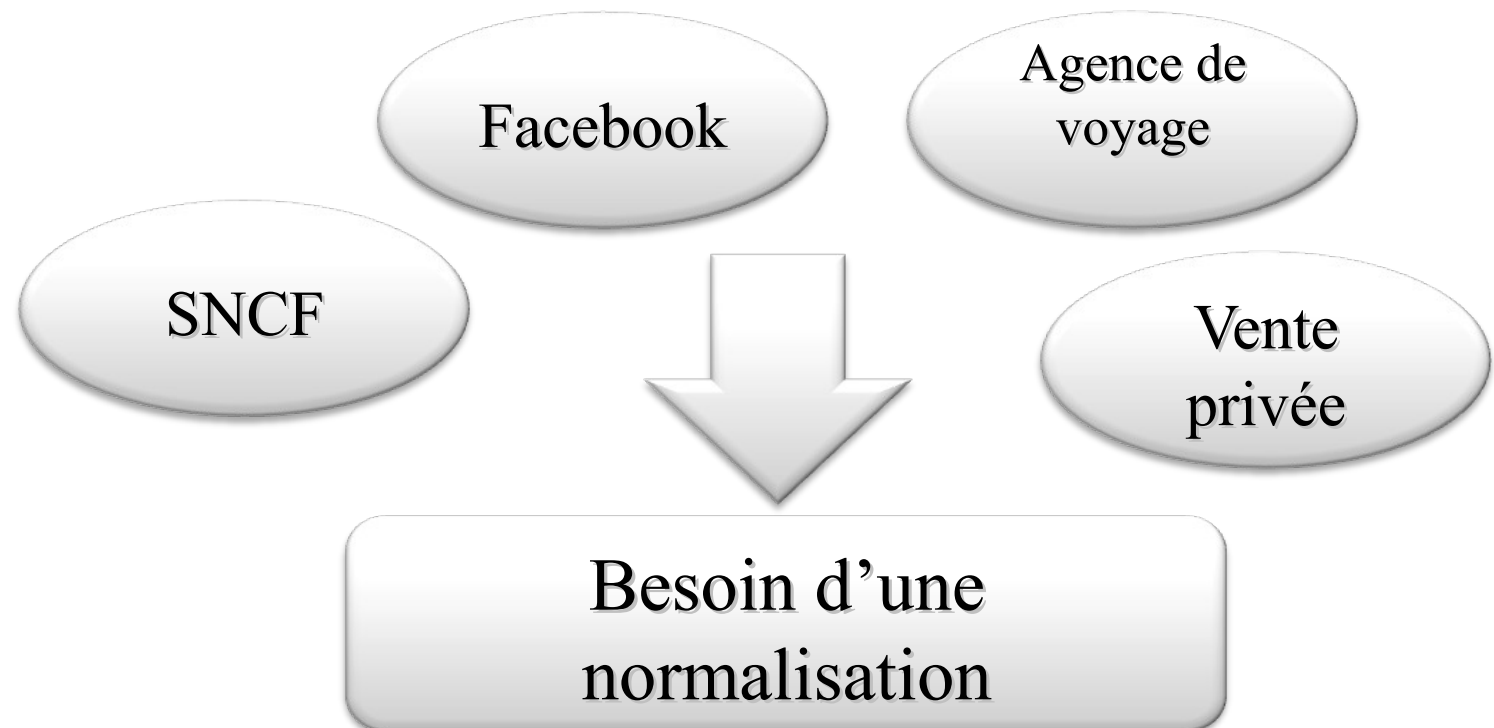 Facebook
Agence de
voyage
SNCF
Vente
privée
Besoin d’une
normalisation